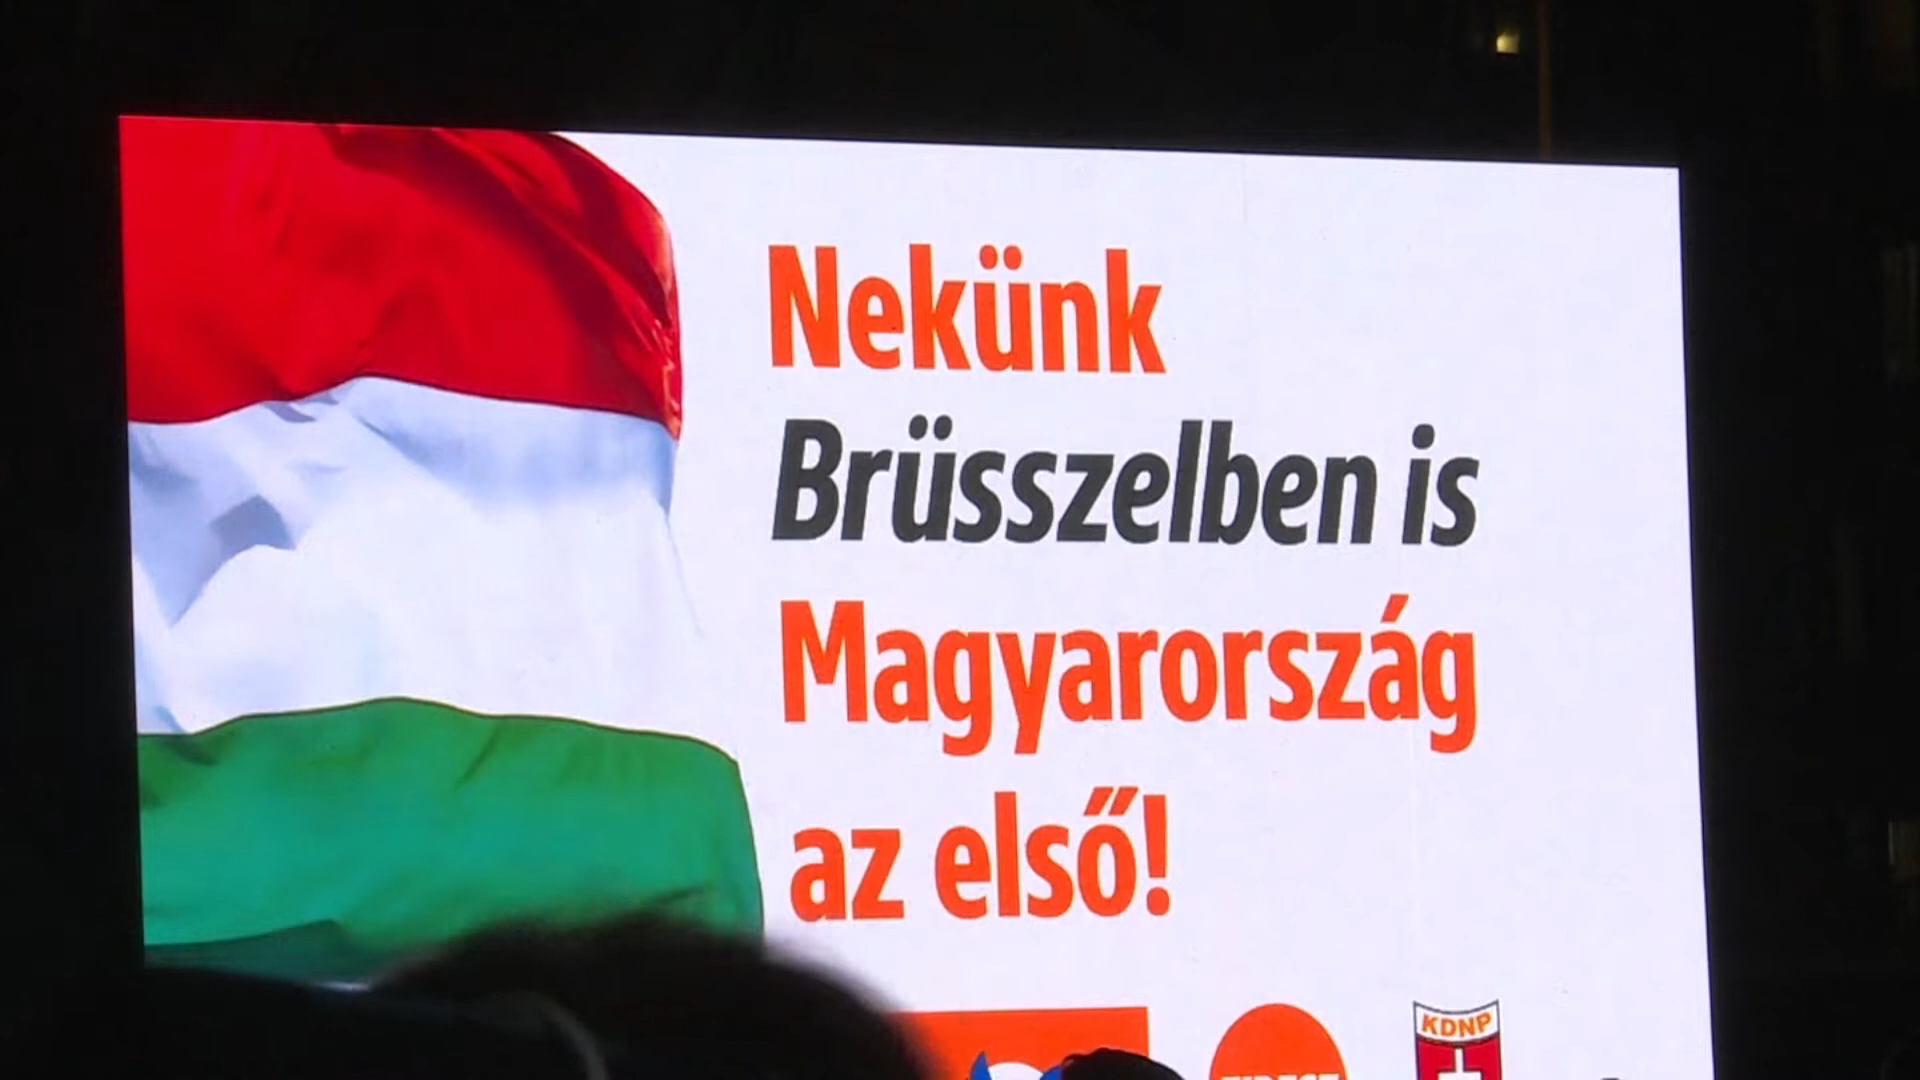 Nekünk
Brüsszelben is
Magyarország
az első!
KDNP